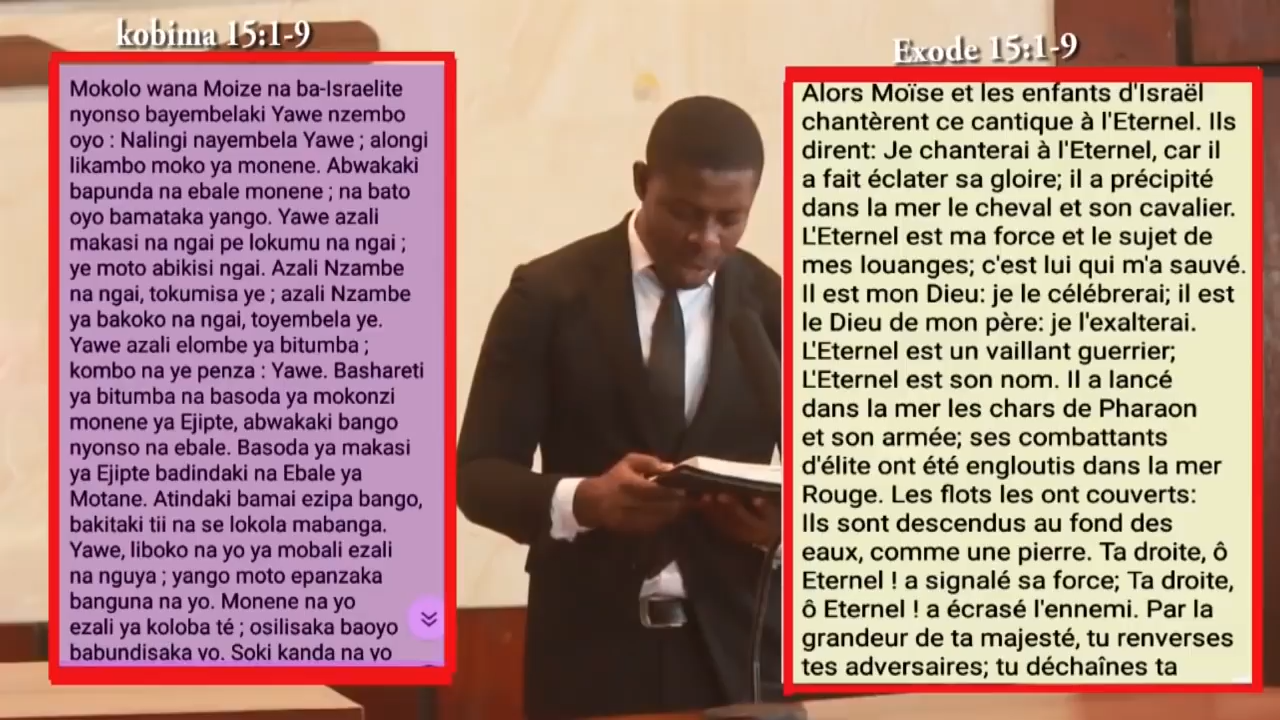 kobima 15:1-9
Mokolo wana Moize na ba-Israelite
nyonso bayembelaki Yawe nzembo
oyo : Nalingi nayembela Yawe ; alongi
likambo moko ya monene. Abwakaki
bapunda na ebale monene ; na bato
oyo bamataka yango. Yawe azali
makasi na ngai pe lokumu na ngai ;
ye moto abikisi ngai. Azali Nzambe
na ngai, tokumisa ye ; azali Nzambe
ya bakoko na ngai, toyembela ye.
Yawe azali elombe ya bitumba ;
kombo na ye penza : Yawe. Bashareti
ya bitumba na basoda ya mokonzi
monene ya Ejipte, abwakaki bango
nyonso na ebale. Basoda ya makasi
ya Ejipte badindaki na Ebale ya
Motane. Atindaki bamai ezipa bango,
bakitaki tii na se lokola mabanga.
Yawe, liboko na yo ya mobali ezali
na nguya ; yango moto epanzaka
banguna na yo. Monene na yo
ezali ya koloba té ; osilisaka baoyo
babundisaka yo. Soki kanda na yo
Exode 15:1-9
Alors Moïse et les enfants d'Israël
chantèrent ce cantique à l'Eternel. Ils
dirent: Je chanterai à l'Eternel, car il
a fait éclater sa gloire; il a précipité
dans la mer le cheval et son cavalier.
L'Eternel est ma force et le sujet de
mes louanges; c'est lui qui m'a sauvé.
Il est mon Dieu: je le célébrerai; il est
le Dieu de mon père: je l'exalterai.
L'Eternel est un vaillant guerrier;
L'Eternel est son nom. Il a lancé
dans la mer les chars de Pharaon
et son armée; ses combattants
d'élite ont été engloutis dans la mer
Rouge. Les flots les ont couverts:
Ils sont descendus au fond des
eaux, comme une pierre. Ta droite, ô
Eternel ! a signalé sa force; Ta droite,
ô Eternel ! a écrasé l'ennemi. Par la
grandeur de ta majesté, tu renverses
tes adversaires; tu déchaînes ta